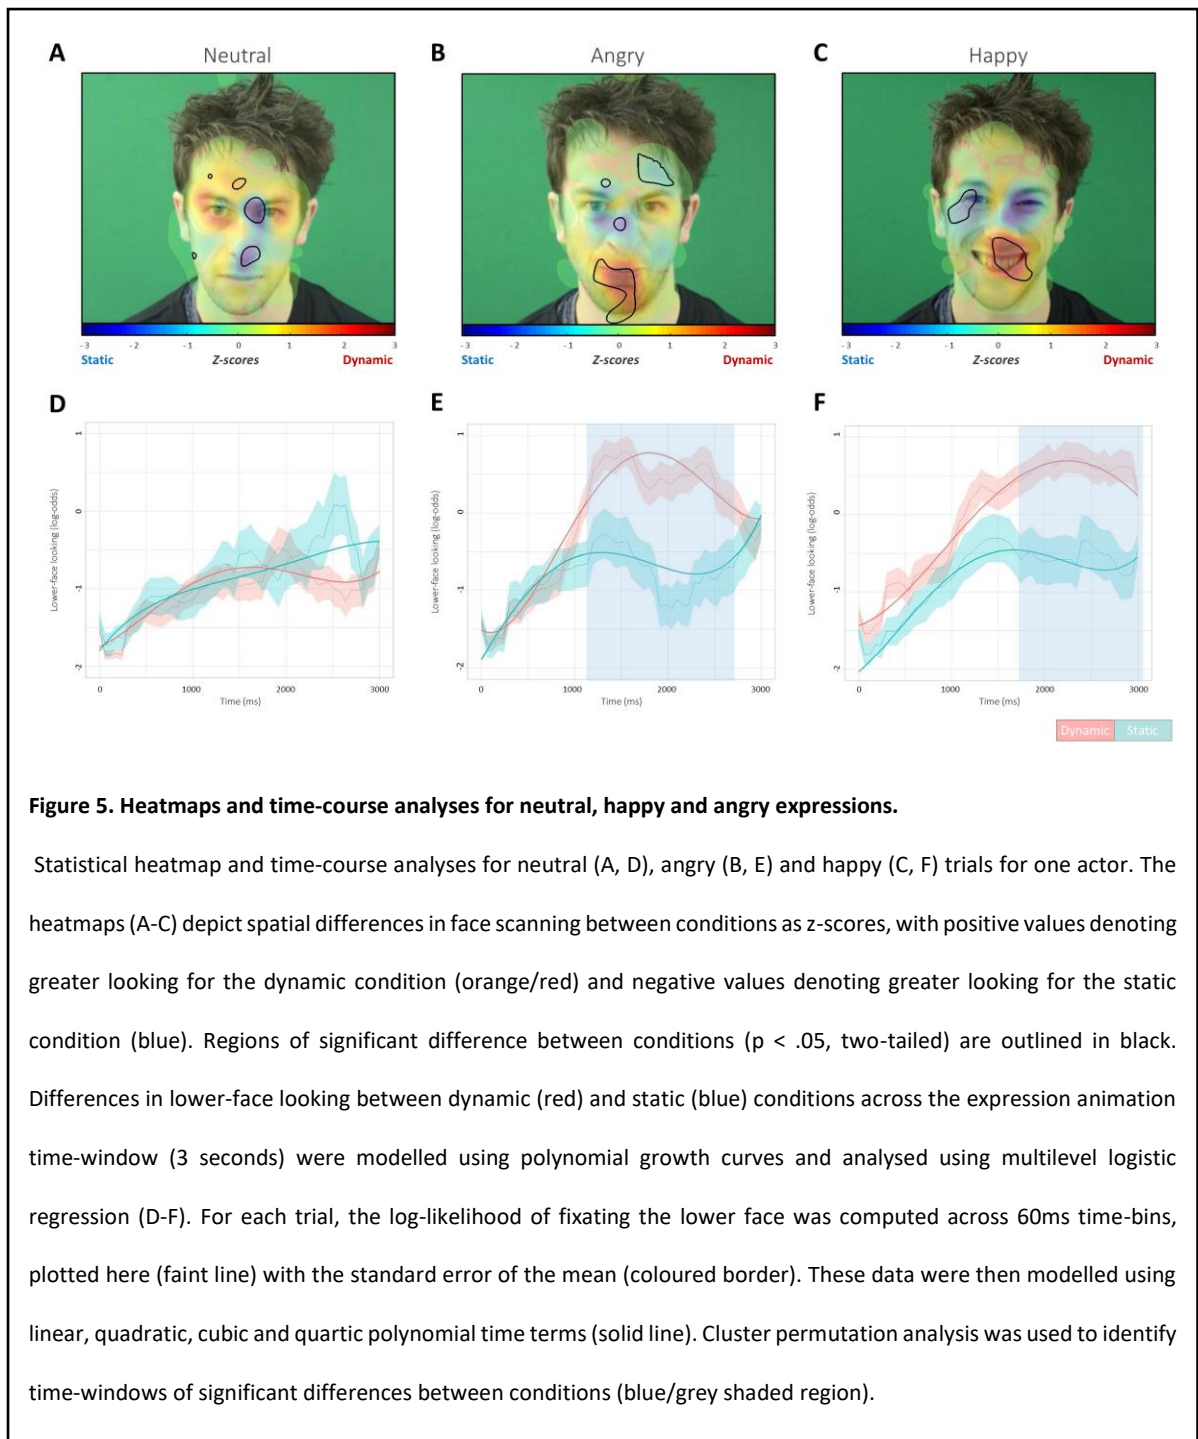 A
Neutral
B
Angry
C
Happy
-3 -2 -1 0 1 2 3
Static Z-scores Dynamic
-3 -2 -1 0 1 2 3
Static Z-scores Dynamic
-3 -2 -1 0 1 2 3
Static Z-scores Dynamic
D
Lower-face looking (log-odds)
1
0
-1
-2
0 1000 2000 3000
Time (ms)
E
Lower-face looking (log-odds)
1
0
-1
-2
0 1000 2000 3000
Time (ms)
F
Lower-face looking (log-odds)
1
0
-1
-2
0 1000 2000 3000
Time (ms)
Dynamic Static
Figure 5. Heatmaps and time-course analyses for neutral, happy and angry expressions.
Statistical heatmap and time-course analyses for neutral (A, D), angry (B, E) and happy (C, F) trials for one actor. The
heatmaps (A-C) depict spatial differences in face scanning between conditions as z-scores, with positive values denoting
greater looking for the dynamic condition (orange/red) and negative values denoting greater looking for the static
condition (blue). Regions of significant difference between conditions (p < .05, two-tailed) are outlined in black.
Differences in lower-face looking between dynamic (red) and static (blue) conditions across the expression animation
time-window (3 seconds) were modelled using polynomial growth curves and analysed using multilevel logistic
regression (D-F). For each trial, the log-likelihood of fixating the lower face was computed across 60ms time-bins,
plotted here (faint line) with the standard error of the mean (coloured border). These data were then modelled using
linear, quadratic, cubic and quartic polynomial time terms (solid line). Cluster permutation analysis was used to identify
time-windows of significant differences between conditions (blue/grey shaded region).